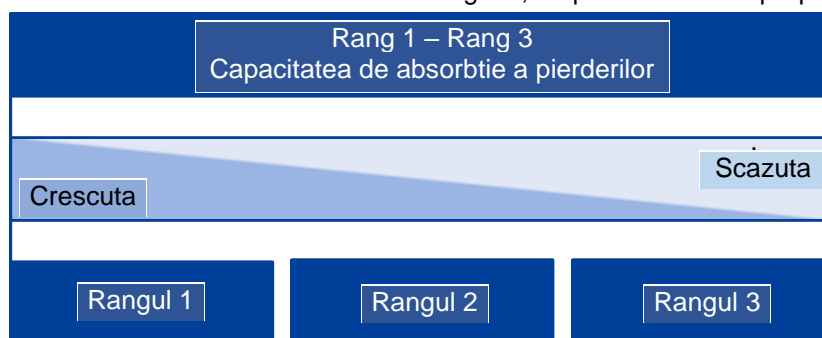 Rang 1 – Rang 3
Capacitatea de absorbtie a pierderilor
Scazuta
Crescuta
Rangul 1
Rangul 2
Rangul 3